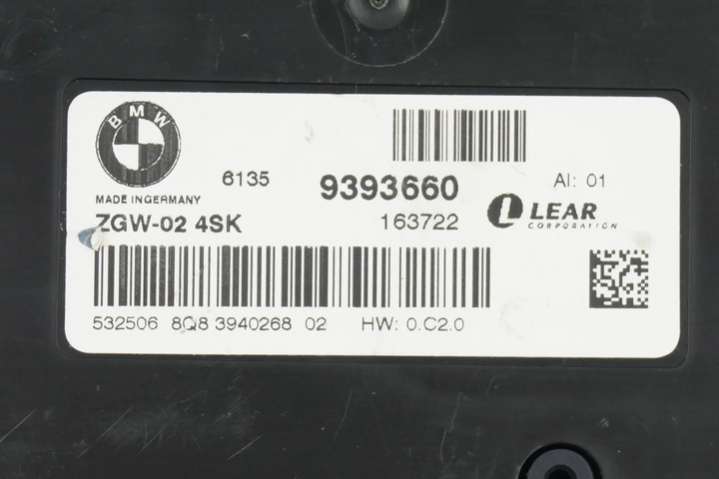 BMW
6135 9393660 AI: 01
MADE INGERMANY
ZGW-02 4SK 163722 LEAR
CORPORATION
532506 8Q8 3940268 02 HW: 0.C2.0